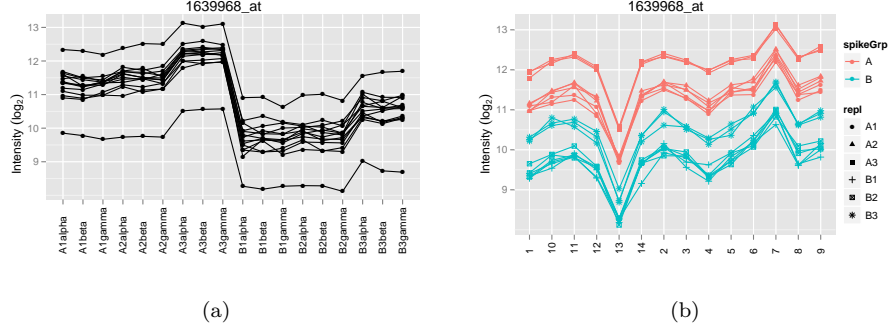 1639968_at
Intensity (log2)
13
12
11
10
9
A1alpha
A1beta
A1gamma
A2alpha
A2beta
A2gamma
A3alpha
A3beta
A3gamma
B1alpha
B1beta
B1gamma
B2alpha
B2beta
B2gamma
B3alpha
B3beta
B3gamma
(a)
1639968_at
Intensity (log2)
13
12
11
10
9
1
10
11
12
13
14
2
3
4
5
6
7
8
9
spikeGrp
A
B
repl
A1
A2
A3
B1
B2
B3
(b)